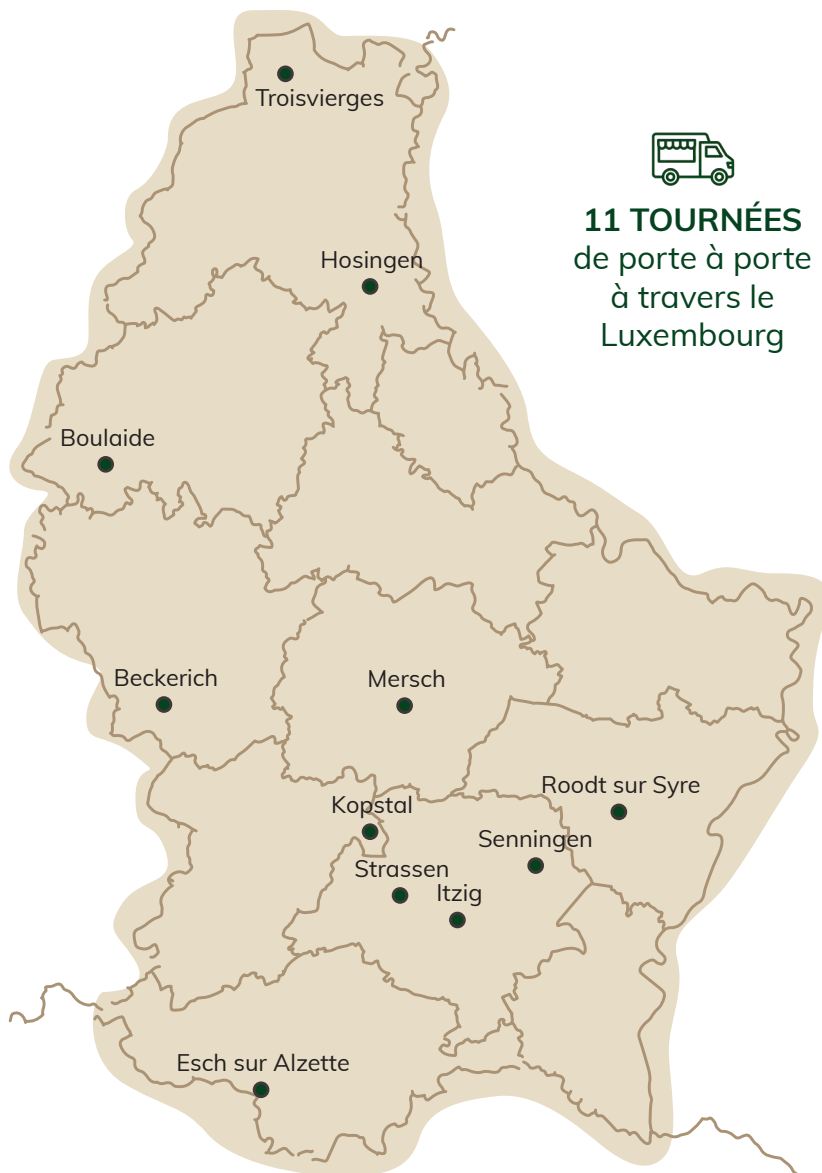 Troisvierges
11 TOURNÉES
de porte à porte
à travers le
Luxembourg
Hosingen
Boulaide
Beckerich
Mersch
Roodt sur Syre
Kopstal
Senningen
Strassen
Itzig
Esch sur Alzette